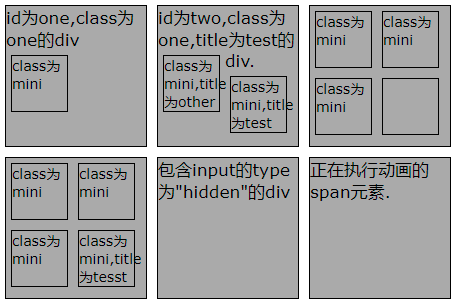 id为one,class为
one的div
class为
mini
id为two,class为
one,title为test的
div.
class为
mini,title
为other
class为
mini,title
为test
class为
mini
class为
mini
class为
mini
class为
mini
class为
mini
class为
mini
class为
mini,title
为tesst
包含input的type
为"hidden"的div
正在执行动画的
span元素.